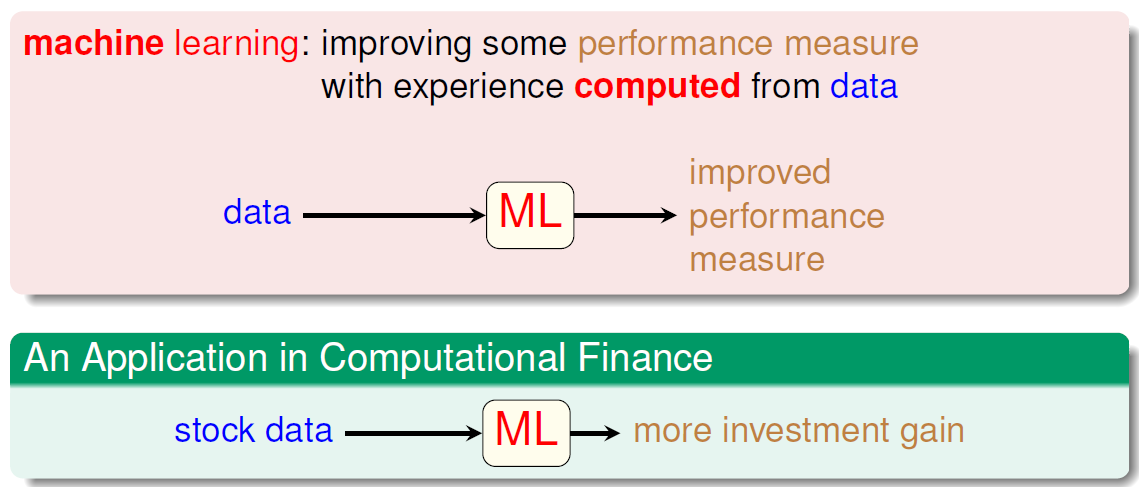 machine learning: improving some performance measure
with experience computed from data
data
ML
improved
performance
measure
An Application in Computational Finance
stock data
ML
more investment gain